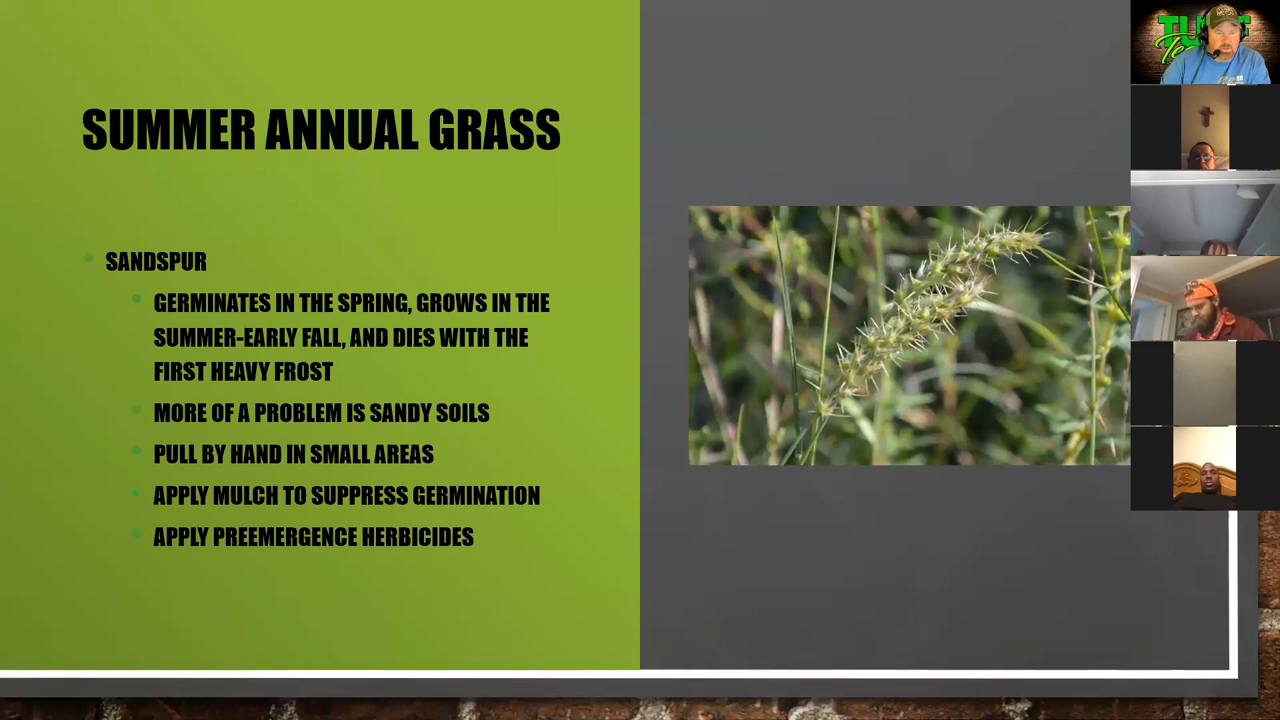 SUMMER ANNUAL GRASS
SANDSPUR
GERMINATES IN THE SPRING, GROWS IN THE
SUMMER-EARLY FALL, AND DIES WITH THE
FIRST HEAVY FROST
MORE OF A PROBLEM IS SANDY SOILS
PULL BY HAND IN SMALL AREAS
APPLY MULCH TO SUPPRESS GERMINATION
APPLY PREEMERGENCE HERBICIDES